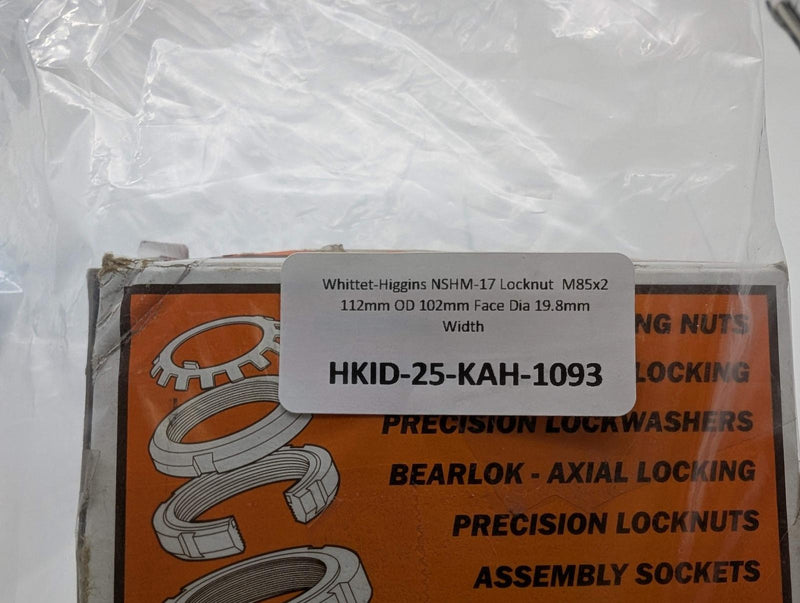 Whittet-Higgins NSHM-17 Locknut M85x2
112mm OD 102mm Face Dia 19.8mm
Width
HKID-25-KAH-1093
NUTS
LOCKING
PRECISION LOCKWASHERS
BEARLOK - AXIAL LOCKING
PRECISION LOCKNUTS
ASSEMBLY SOCKETS